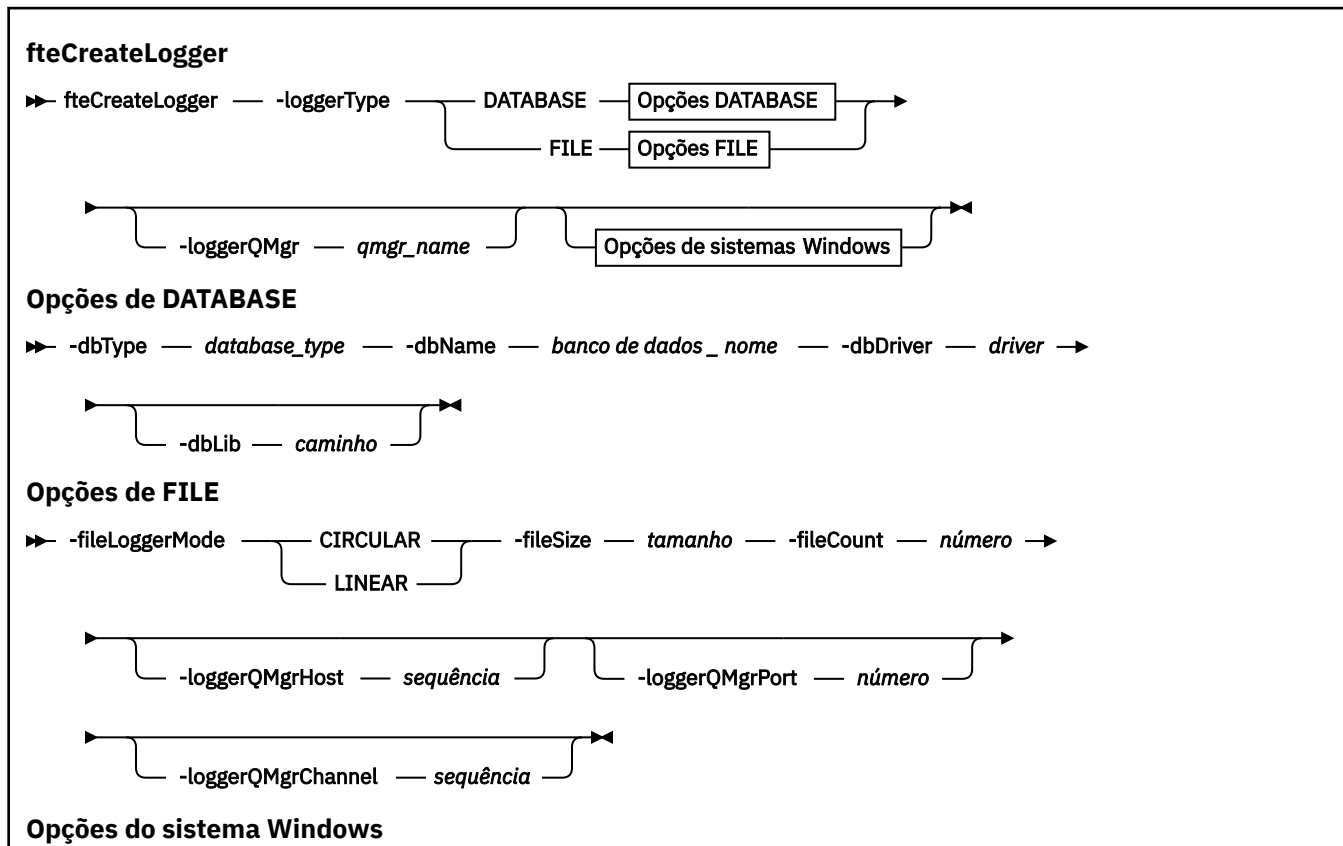 fteCreateLogger
fteCreateLogger -loggerType DATABASE Opções DATABASE
FILE Opções FILE
-loggerQMgr qmgr_name Opções de sistemas Windows
Opções de DATABASE
-dbType database_type -dbName banco de dados _ nome -dbDriver driver
-dbLib caminho
Opções de FILE
-fileLoggerMode CIRCULAR -fileSize tamanho -fileCount número
LINEAR
-loggerQMgrHost sequência -loggerQMgrPort número
-loggerQMgrChannel sequência
Opções do sistema Windows